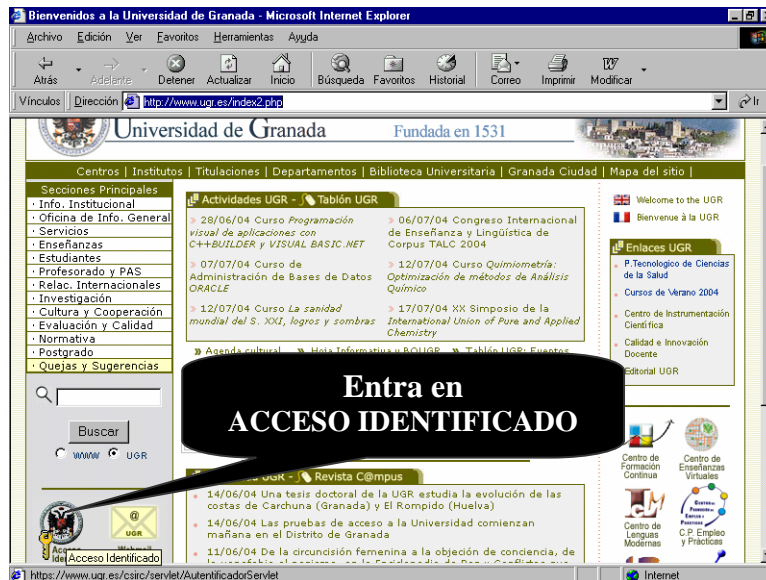 Bienvenidos a la Universidad de Granada - Microsoft Internet Explorer
Archivo Edición Ver Favoritos Herramientas Ayuda
Atrás Adelante Detener Actualizar Inicio Búsqueda Favoritos Historial Correo Imprimir Modificar
Vínculos Dirección http://www.ugr.es/index2.php Ir
Universidad de Granada Fundada en 1531
Centros | Institutos | Titulaciones | Departamentos | Biblioteca Universitaria | Granada Ciudad | Mapa del sitio |
Secciones Principales
· Info. Institucional
· Oficina de Info. General
· Servicios
· Enseñanzas
· Estudiantes
· Profesorado y PAS
· Relac. Internacionales
· Investigación
· Cultura y Cooperación
· Evaluación y Calidad
· Normativa
· Postgrado
· Quejas y Sugerencias
Buscar
WWW UGR
@
UGR
Acceso Identificado
Actividades UGR - Tablón UGR
» 28/06/04 Curso Programación
visual de aplicaciones con
C++BUILDER y VISUAL BASIC.NET
» 07/07/04 Curso de
Administración de Bases de Datos
ORACLE
» 12/07/04 Curso La sanidad
mundial del S. XXI, logros y sombras
» 06/07/04 Congreso Internacional
de Enseñanza y Lingüística de
Corpus TALC 2004
» 12/07/04 Curso Quimiometría:
Optimización de métodos de Análisis
Químico
» 17/07/04 XX Simposio de la
International Union of Pure and Applied
Chemistry
» Agenda cultural » Hoja Informativa y BOUGR » Tablón UGR: Eventos
Entra en
ACCESO IDENTIFICADO
UGR - Revista C@mpus
14/06/04 Una tesis doctoral de la UGR estudia la evolución de las
costas de Carchuna (Granada) y El Rompido (Huelva)
14/06/04 Las pruebas de acceso a la Universidad comienzan
mañana en el Distrito de Granada
11/06/04 De la circuncisión femenina a la objeción de conciencia, de
Welcome to the UGR
Bienvenue à la UGR
Enlaces UGR
P.Tecnologico de Ciencias
de la Salud
Cursos de Verano 2004
Centro de Instrumentación
Científica
Calidad e Innovación
Docente
Editorial UGR
Centro de
Formación
Continua
Centro de
Enseñanzas
Virtuales
Centro de
Lenguas
Modernas
C.P. Empleo
y Prácticas
https://www.ugr.es/csirc/servlet/AutentificadorServlet
Internet